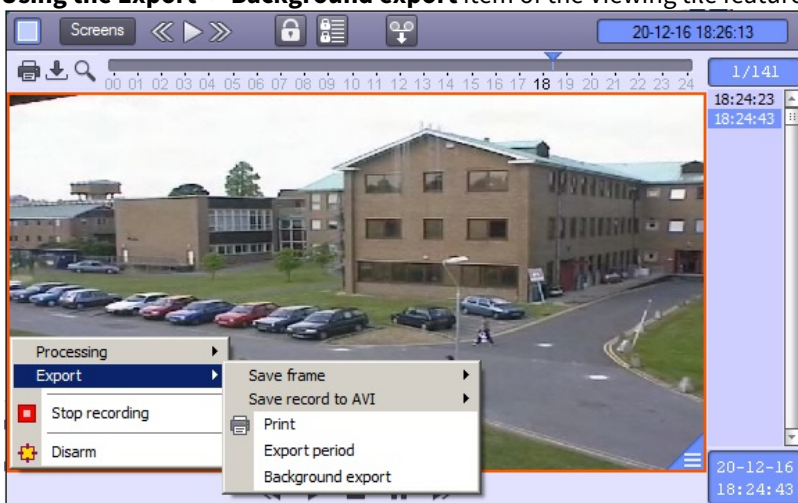 Using the Export — Background export item of the viewing tile feature
Screens
20-12-16 18:26:13
00 01 02 03 04 05 06 07 08 09 10 11 12 13 14 15 16 17 18 19 20 21 22 23 24
1/141
18:24:23
18:24:43
Processing
Export
Stop recording
Disarm
Save frame
Save record to AVI
Print
Export period
Background export
20-12-16
18:24:43